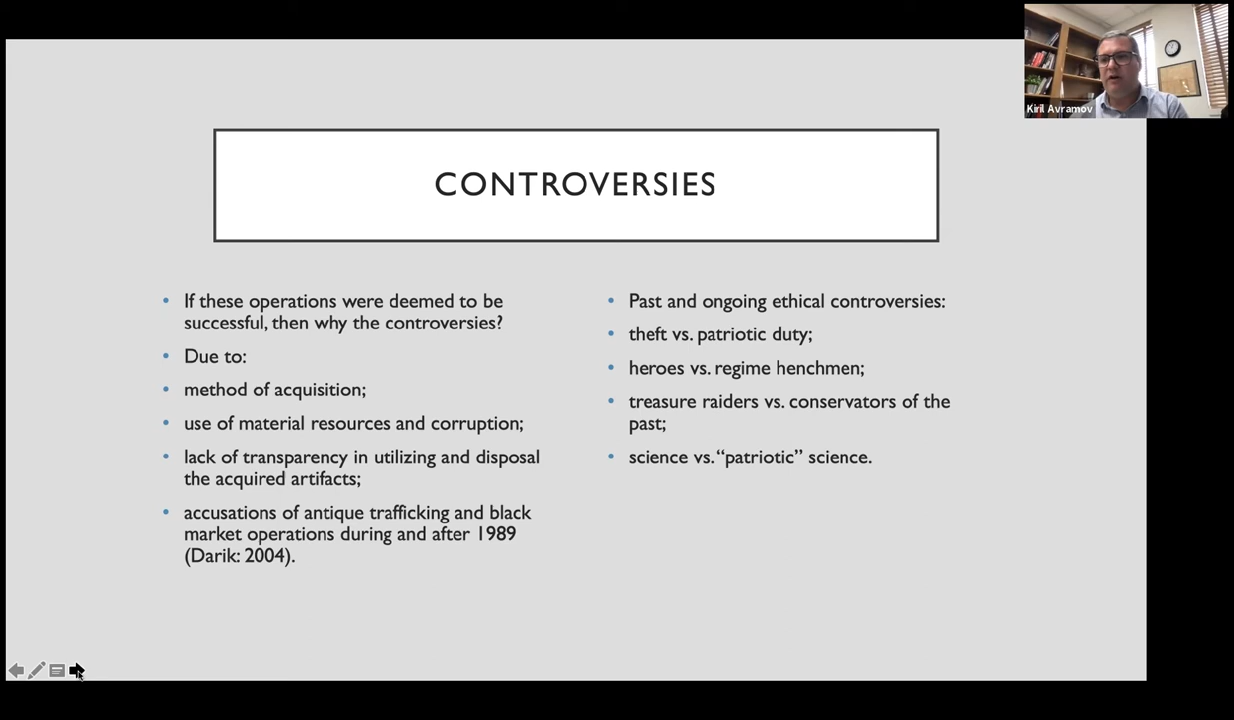 Kiril Avramov
CONTROVERSIES
• If these operations were deemed to be
successful, then why the controversies?
• Due to:
• method of acquisition;
• use of material resources and corruption;
• lack of transparency in utilizing and disposal
the acquired artifacts;
• accusations of antique trafficking and black
market operations during and after 1989
(Darik: 2004).
• Past and ongoing ethical controversies:
• theft vs. patriotic duty;
• heroes vs. regime henchmen;
• treasure raiders vs. conservators of the
past;
• science vs. “patriotic” science.